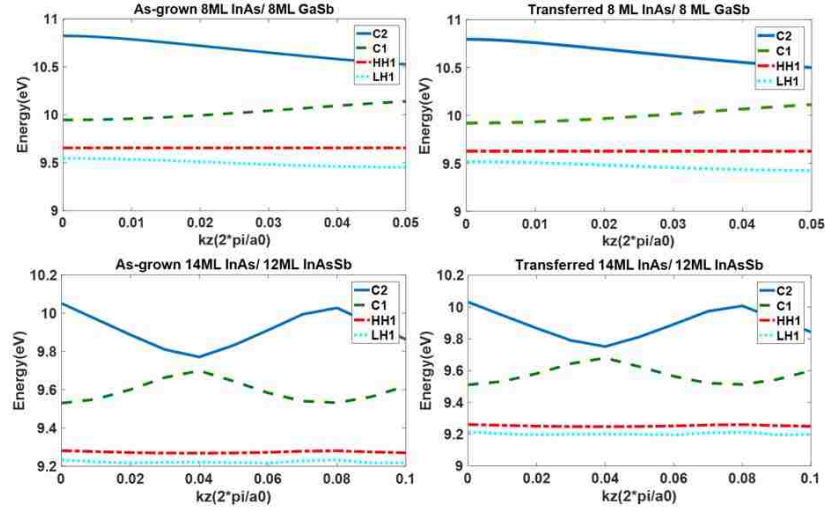 As-grown 8ML InAs/ 8ML GaSb
11
10.5
10
9.5
9
Energy(eV)
C2
C1
HH1
LH1
0 0.01 0.02 0.03 0.04 0.05
kz(2*pi/a0)
Transferred 8 ML InAs/ 8 ML GaSb
11
10.5
10
9.5
9
Energy(eV)
C2
C1
HH1
LH1
0 0.01 0.02 0.03 0.04 0.05
kz(2*pi/a0)
As-grown 14ML InAs/ 12ML InAsSb
10.2
10
9.8
9.6
9.4
9.2
Energy(eV)
C2
C1
HH1
LH1
0 0.02 0.04 0.06 0.08 0.1
kz(2*pi/a0)
Transferred 14ML InAs/ 12ML InAsSb
10.2
10
9.8
9.6
9.4
9.2
9
Energy(eV)
C2
C1
HH1
LH1
0 0.02 0.04 0.06 0.08 0.1
kz(2*pi/a0)